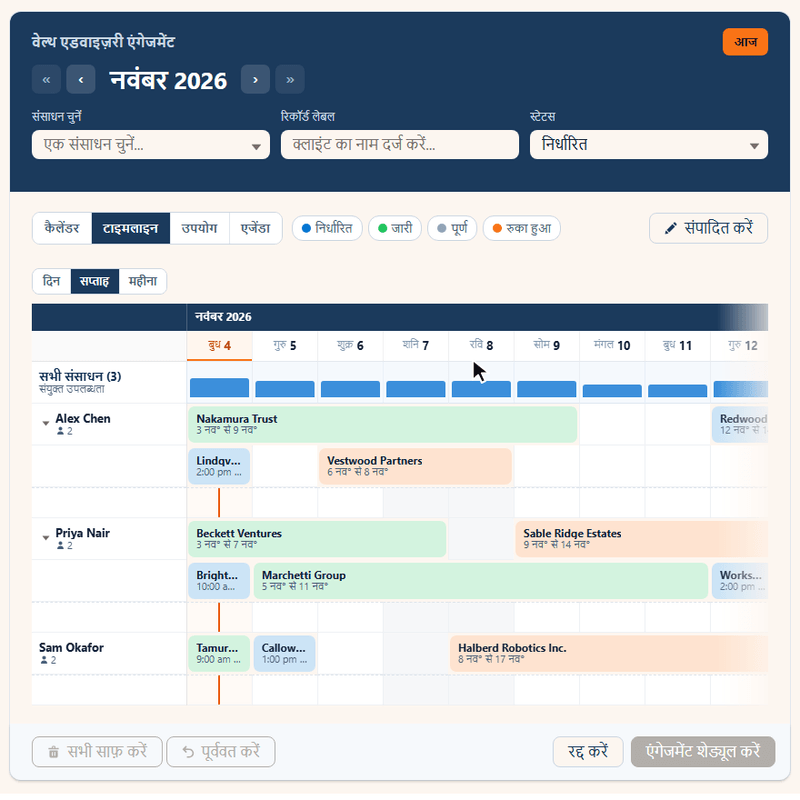 वेल्थ एडवाइज़री एंगेजमेंट
आज
« ‹ नवंबर 2026 › »
संसाधन चुनें रिकॉर्ड लेबल स्टेटस
एक संसाधन चुनें... क्लाइंट का नाम दर्ज करें... निर्धारित
कैलेंडर टाइमलाइन उपयोग एजेंडा निर्धारित जारी पूर्ण रुका हुआ संपादित करें
दिन सप्ताह महीना
नवंबर 2026
बुध 4 गुरु 5 शुक्र 6 शनि 7 रवि 8 सोम 9 मंगल 10 बुध 11 गुरु 12
सभी संसाधन (3)
संयुक्त उपलब्धता
Alex Chen Nakamura Trust Redwood
2 3 नव॰ से 9 नव॰ 12 नव॰ से
Lindqv... Vestwood Partners
2:00 pm ... 6 नव॰ से 8 नव॰
Priya Nair Beckett Ventures Sable Ridge Estates
2 3 नव॰ से 7 नव॰ 9 नव॰ से 14 नव॰
Bright... Marchetti Group Works...
10:00 a... 5 नव॰ से 11 नव॰ 2:00 pm ...
Sam Okafor Tamur... Callow... Halberd Robotics Inc.
2 9:00 am ... 1:00 pm ... 8 नव॰ से 17 नव॰
सभी साफ़ करें पूर्ववत करें रद्द करें एंगेजमेंट शेड्यूल करें